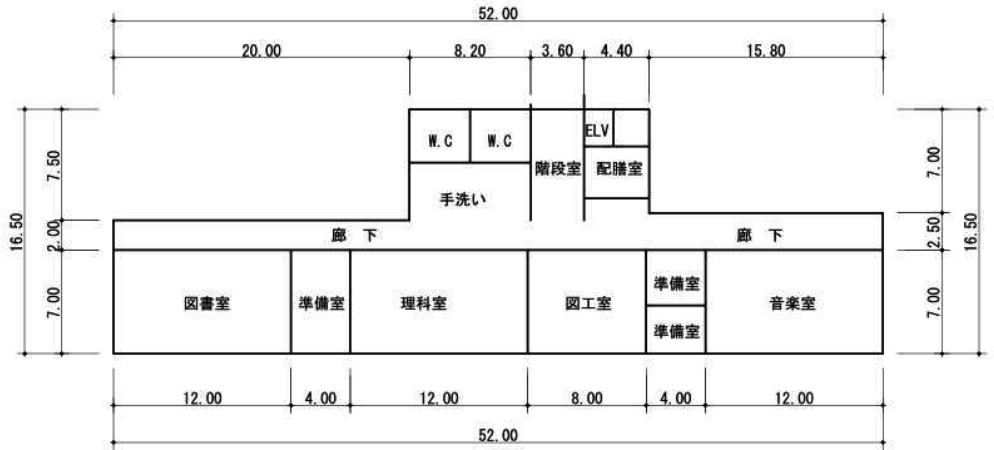 52.00
20.00 8.20 3.60 4.40 15.80
W.C W.C 階段室 ELV 配膳室
手洗い
廊 下 廊 下
図書室 準備室 理科室 図工室 準備室 音楽室
準備室
16.50 7.50 2.00 7.00
7.00 2.50 7.00 16.50
12.00 4.00 12.00 8.00 4.00 12.00
52.00